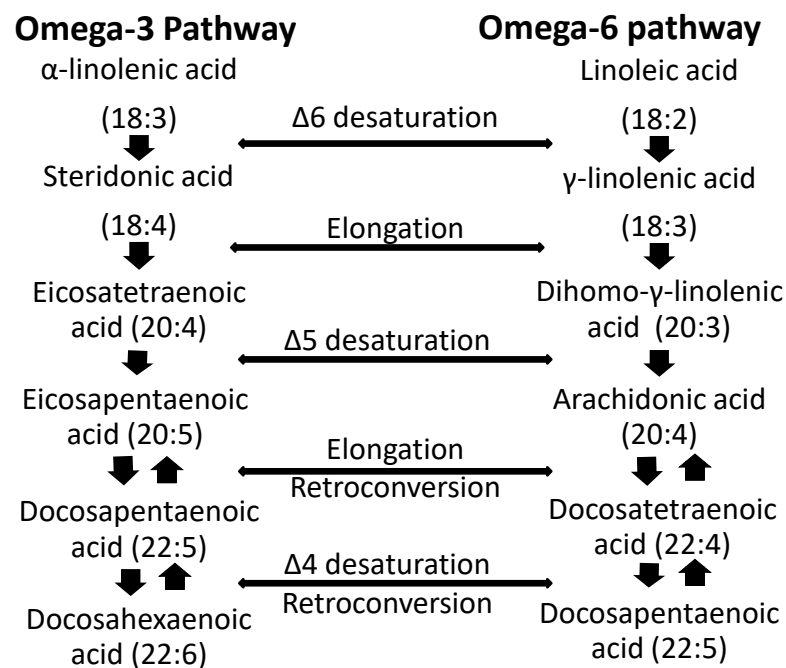 Omega-3 Pathway
Omega-6 pathway
α-linolenic acid
Linoleic acid
(18:3)
Δ6 desaturation
(18:2)
Steridonic acid
γ-linolenic acid
(18:4)
Elongation
(18:3)
Eicosatetraenoic
acid (20:4)
Dihomo-γ-linolenic
acid (20:3)
Δ5 desaturation
Eicosapentaenoic
acid (20:5)
Arachidonic acid
(20:4)
Elongation
Retroconversion
Docosapentaenoic
acid (22:5)
Docosatetraenoic
acid (22:4)
Δ4 desaturation
Retroconversion
Docosahexaenoic
acid (22:6)
Docosapentaenoic
acid (22:5)